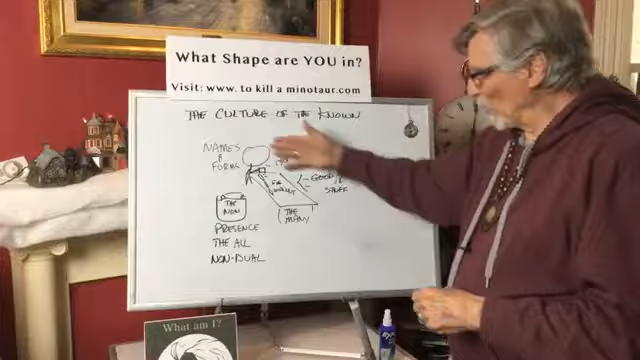 What Shape are YOU in?
Visit: www. to kill a minotaur.com
THE CULTURE OF THE KNOWN
NAMES
&
FORMS
GOOD
STUFF
THE
NON
THE
MANY
PRESENCE
THE ALL
NON-DUAL
What am I?